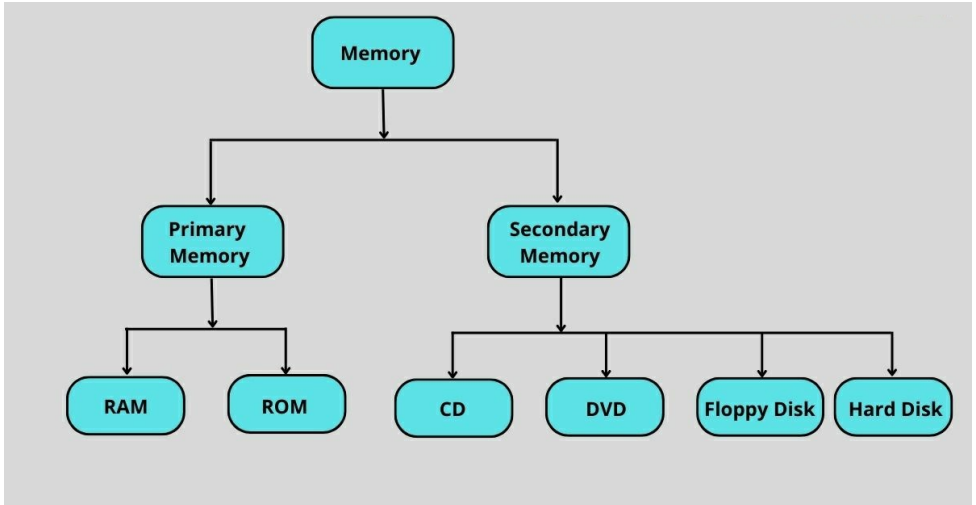 Memory
Primary
Memory
Secondary
Memory
RAM
ROM
CD
DVD
Floppy Disk
Hard Disk